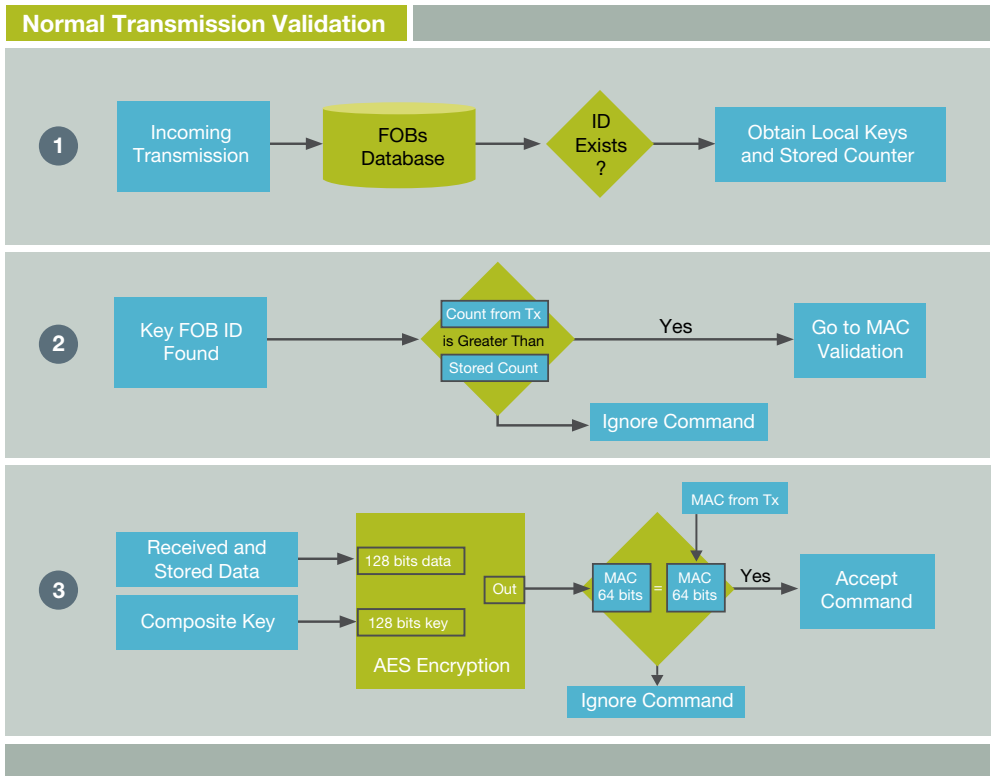 Normal Transmission Validation
1
Incoming
Transmission
FOBs
Database
ID
Exists
?
Obtain Local Keys
and Stored Counter
2
Key FOB ID
Found
Count from Tx
is Greater Than
Stored Count
Yes
Go to MAC
Validation
Ignore Command
3
Received and
Stored Data
Composite Key
128 bits data
128 bits key
Out
AES Encryption
MAC from Tx
MAC
64 bits
=
MAC
64 bits
Yes
Accept
Command
Ignore Command